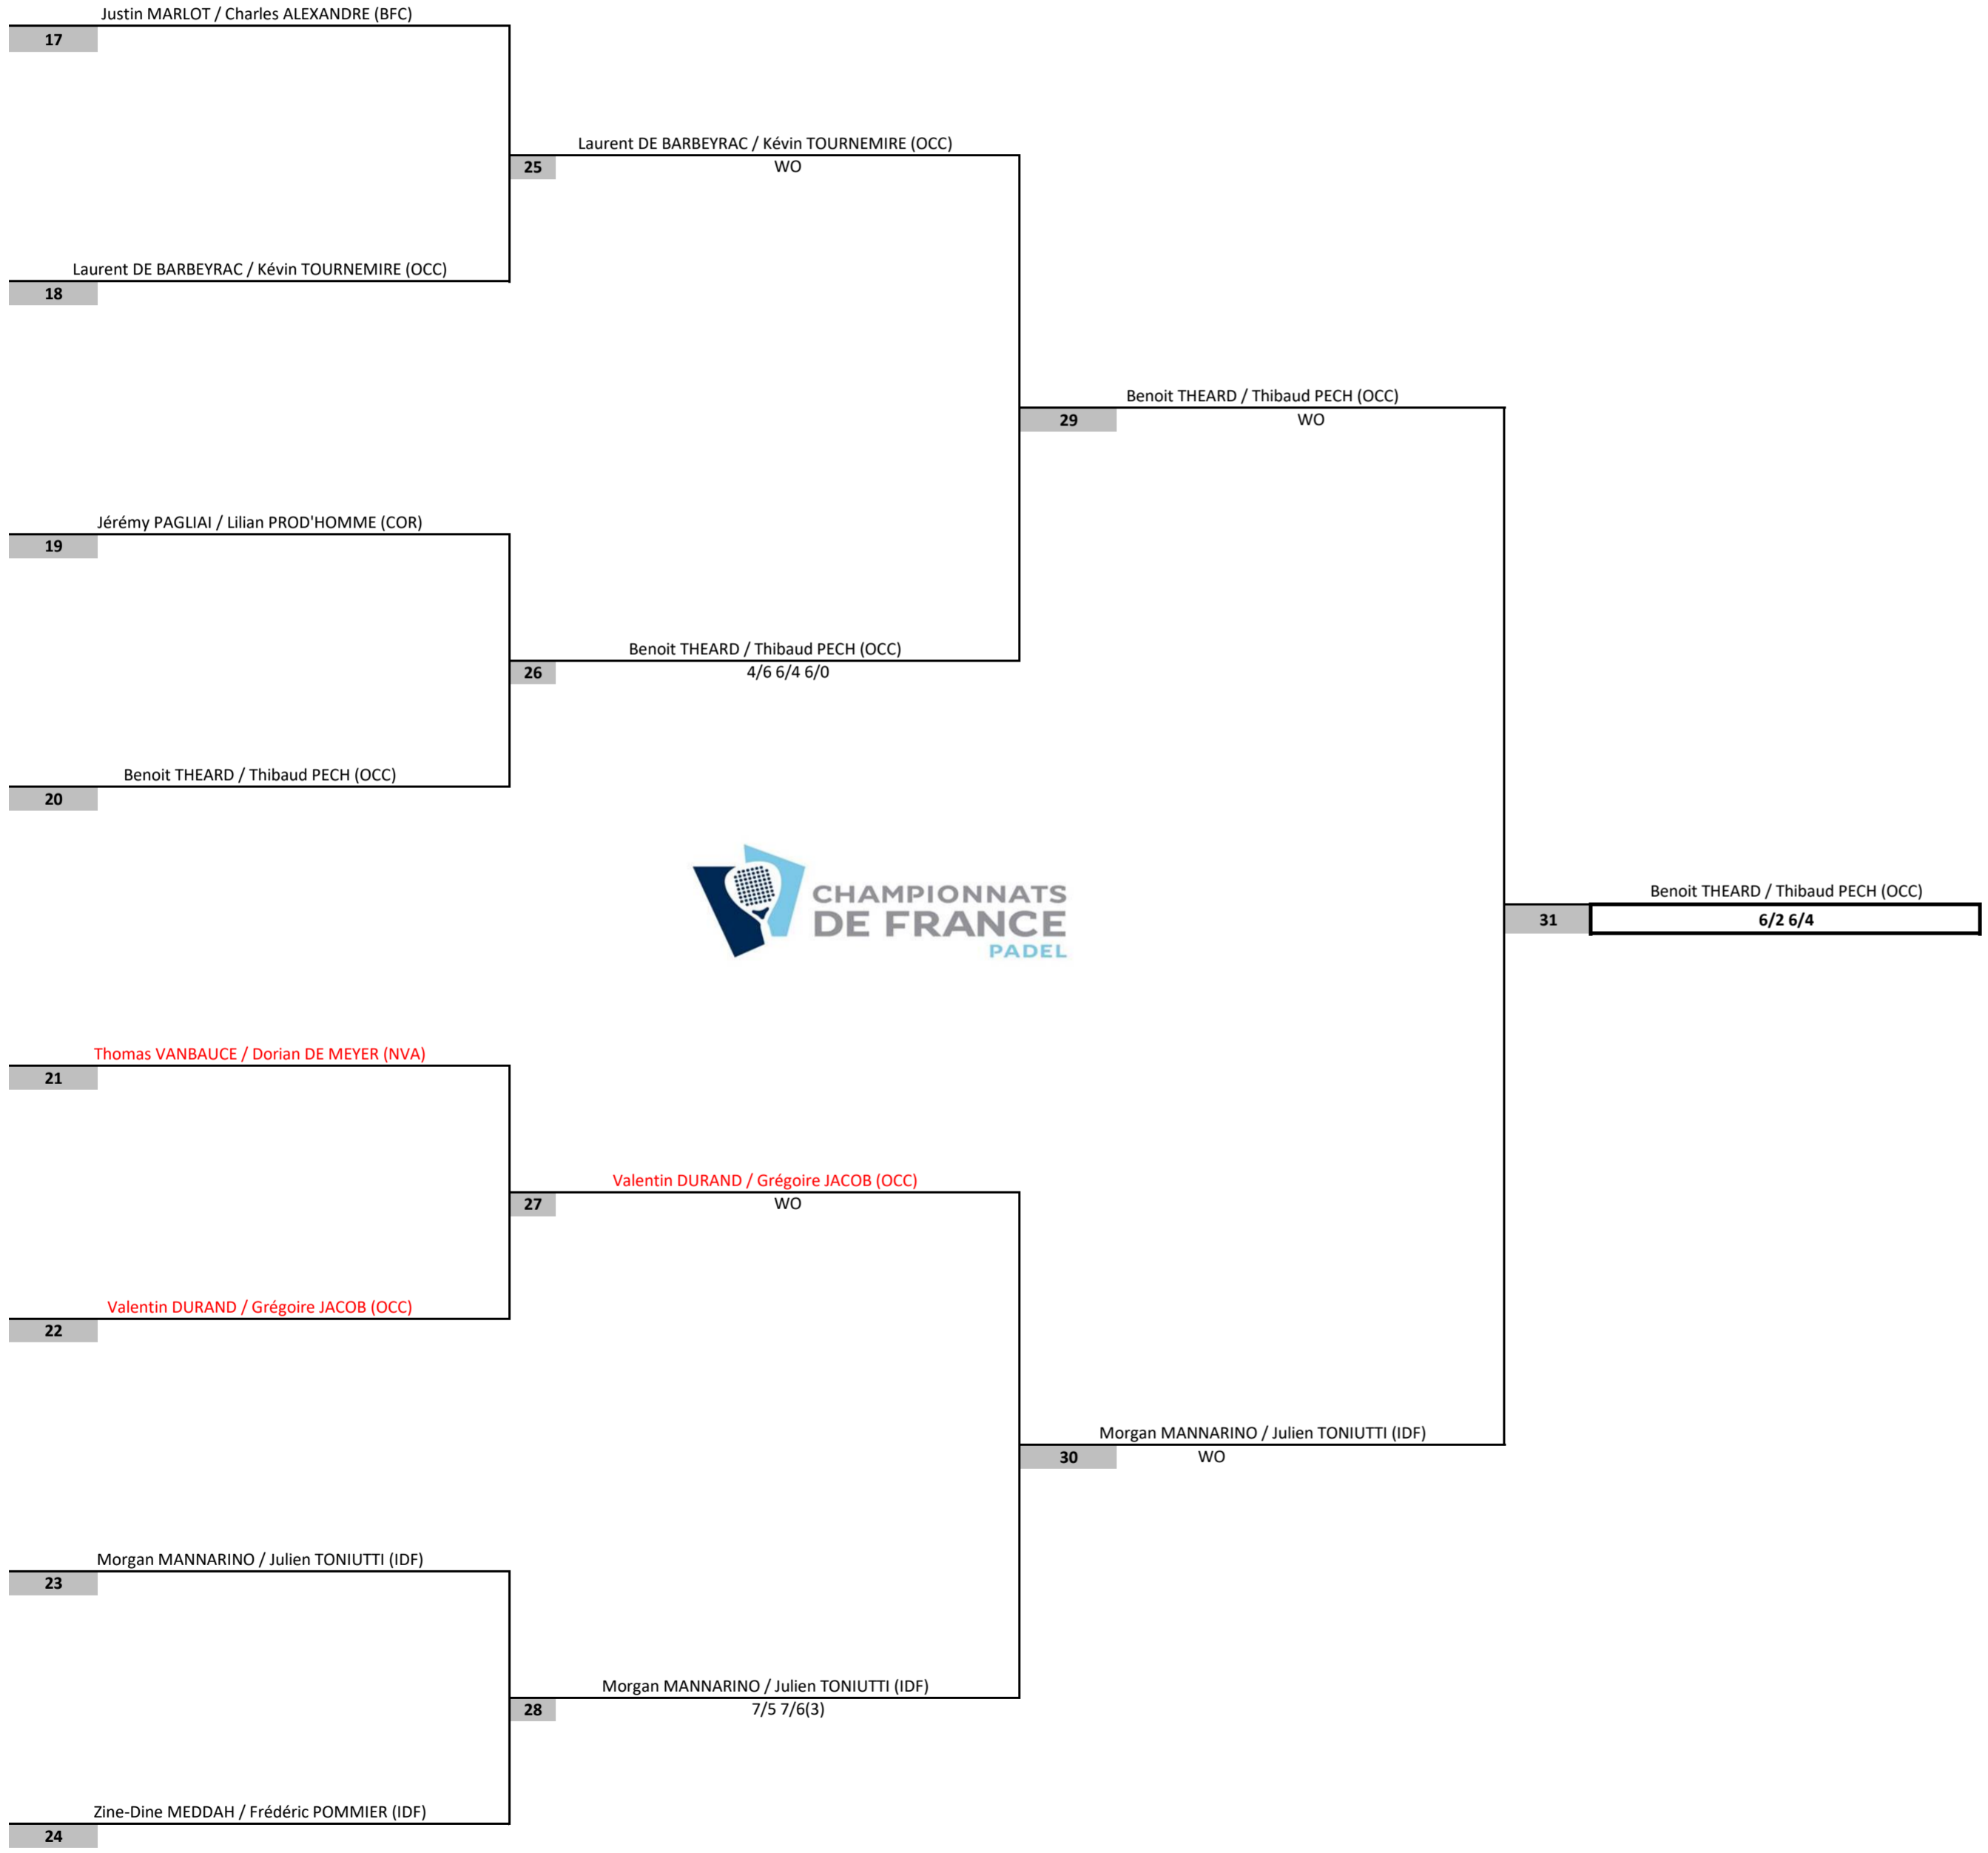 Justin MARLOT / Charles ALEXANDRE (BFC)
17
Laurent DE BARBEYRAC / Kévin TOURNEMIRE (OCC)
25
WO
Laurent DE BARBEYRAC / Kévin TOURNEMIRE (OCC)
18
Benoit THEARD / Thibaud PECH (OCC)
29
WO
Jérémy PAGLIAI / Lilian PROD'HOMME (COR)
19
Benoit THEARD / Thibaud PECH (OCC)
26
4/6 6/4 6/0
Benoit THEARD / Thibaud PECH (OCC)
20
CHAMPIONNATS
DE FRANCE
PADEL
Benoit THEARD / Thibaud PECH (OCC)
31
6/2 6/4
Thomas VANBAUCE / Dorian DE MEYER (NVA)
21
Valentin DURAND / Grégoire JACOB (OCC)
27
WO
Valentin DURAND / Grégoire JACOB (OCC)
22
Morgan MANNARINO / Julien TONIUTTI (IDF)
30
WO
Morgan MANNARINO / Julien TONIUTTI (IDF)
23
Morgan MANNARINO / Julien TONIUTTI (IDF)
28
7/5 7/6(3)
Zine-Dine MEDDAH / Frédéric POMMIER (IDF)
24